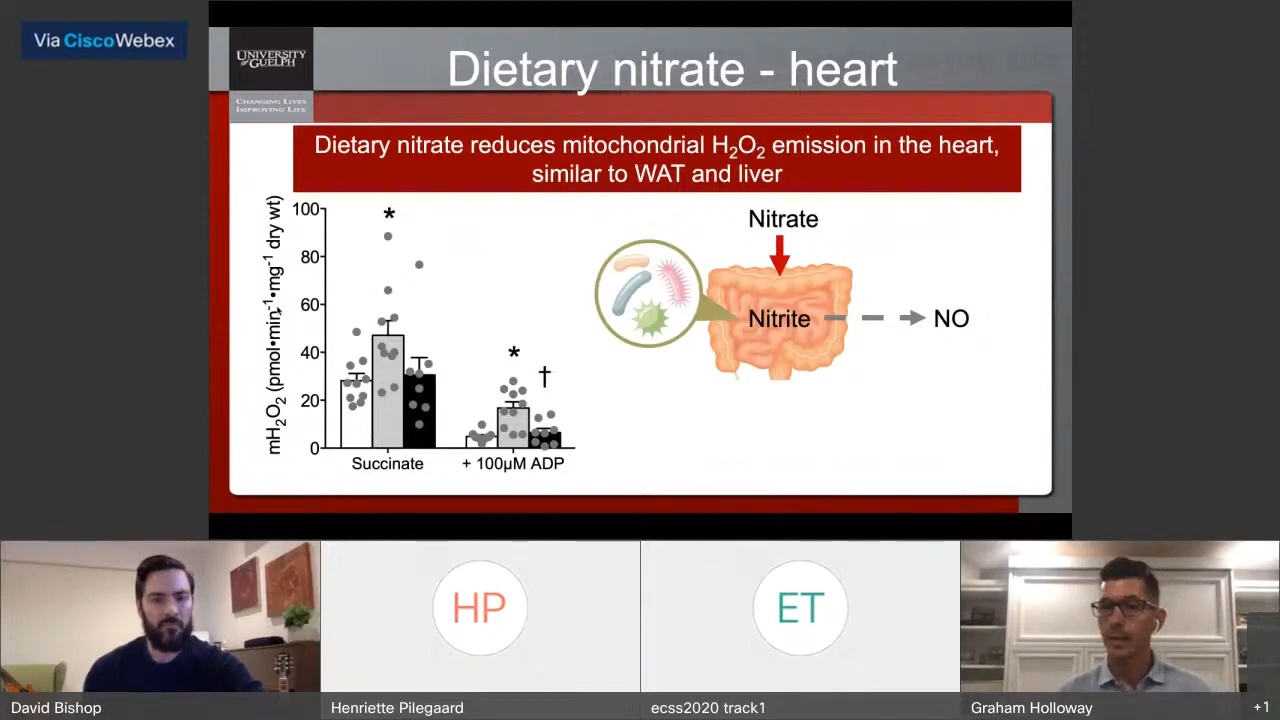 Via Cisco Webex
UNIVERSITY
OF GUELPH
CHANGING LIVES
IMPROVING LIFE
Dietary nitrate - heart
Dietary nitrate reduces mitochondrial H₂O₂ emission in the heart,
similar to WAT and liver
mH₂O₂ (pmol•min⁻¹•mg⁻¹ dry wt)
100
80
60
40
20
0
*
*
†
Succinate
+ 100µM ADP
Nitrate
Nitrite
NO
HP
ET
David Bishop
Henriette Pilegaard
ecss2020 track1
Graham Holloway
+1